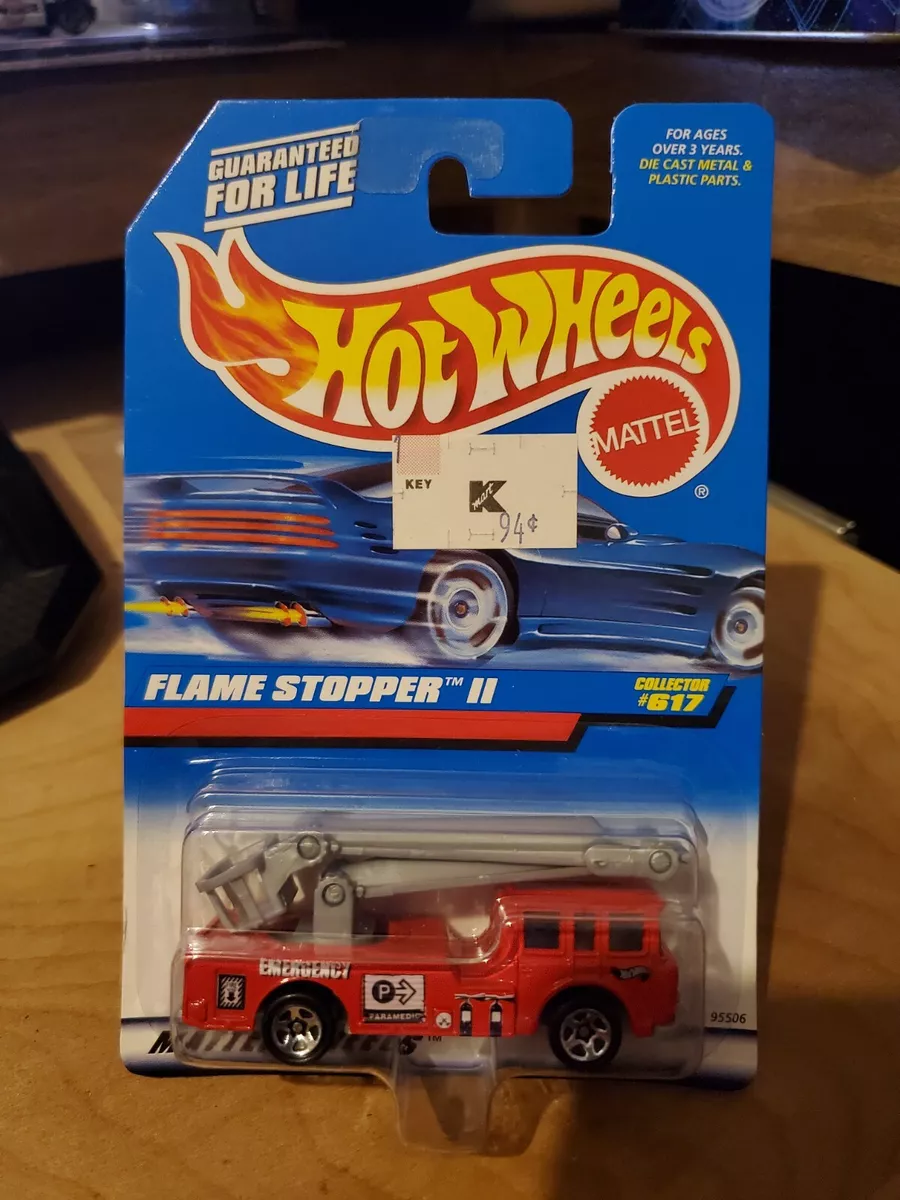 GUARANTEED
FOR LIFE
FOR AGES
OVER 3 YEARS.
DIE CAST METAL &
PLASTIC PARTS.
HOT WHEELS
MATTEL
®
KEY
K
mart
94¢
FLAME STOPPER™ II
COLLECTOR
#617
EMERGENCY
P
PARAMEDIC
95506